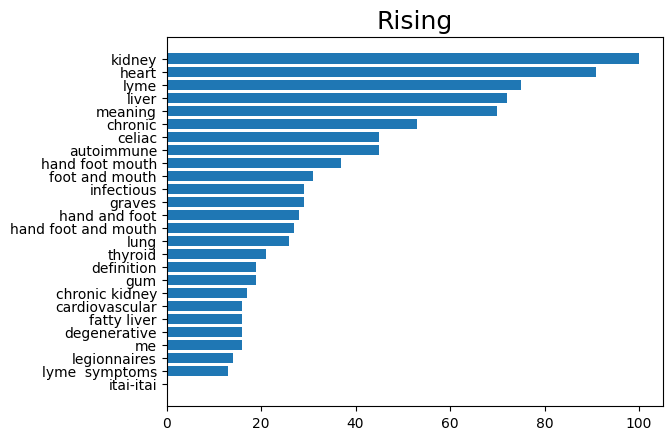 Rising
kidney
heart
lyme
liver
meaning
chronic
celiac
autoimmune
hand foot mouth
foot and mouth
infectious
graves
hand and foot
hand foot and mouth
lung
thyroid
definition
gum
chronic kidney
cardiovascular
fatty liver
degenerative
me
legionnaires
lyme  symptoms
itai-itai
0 20 40 60 80 100